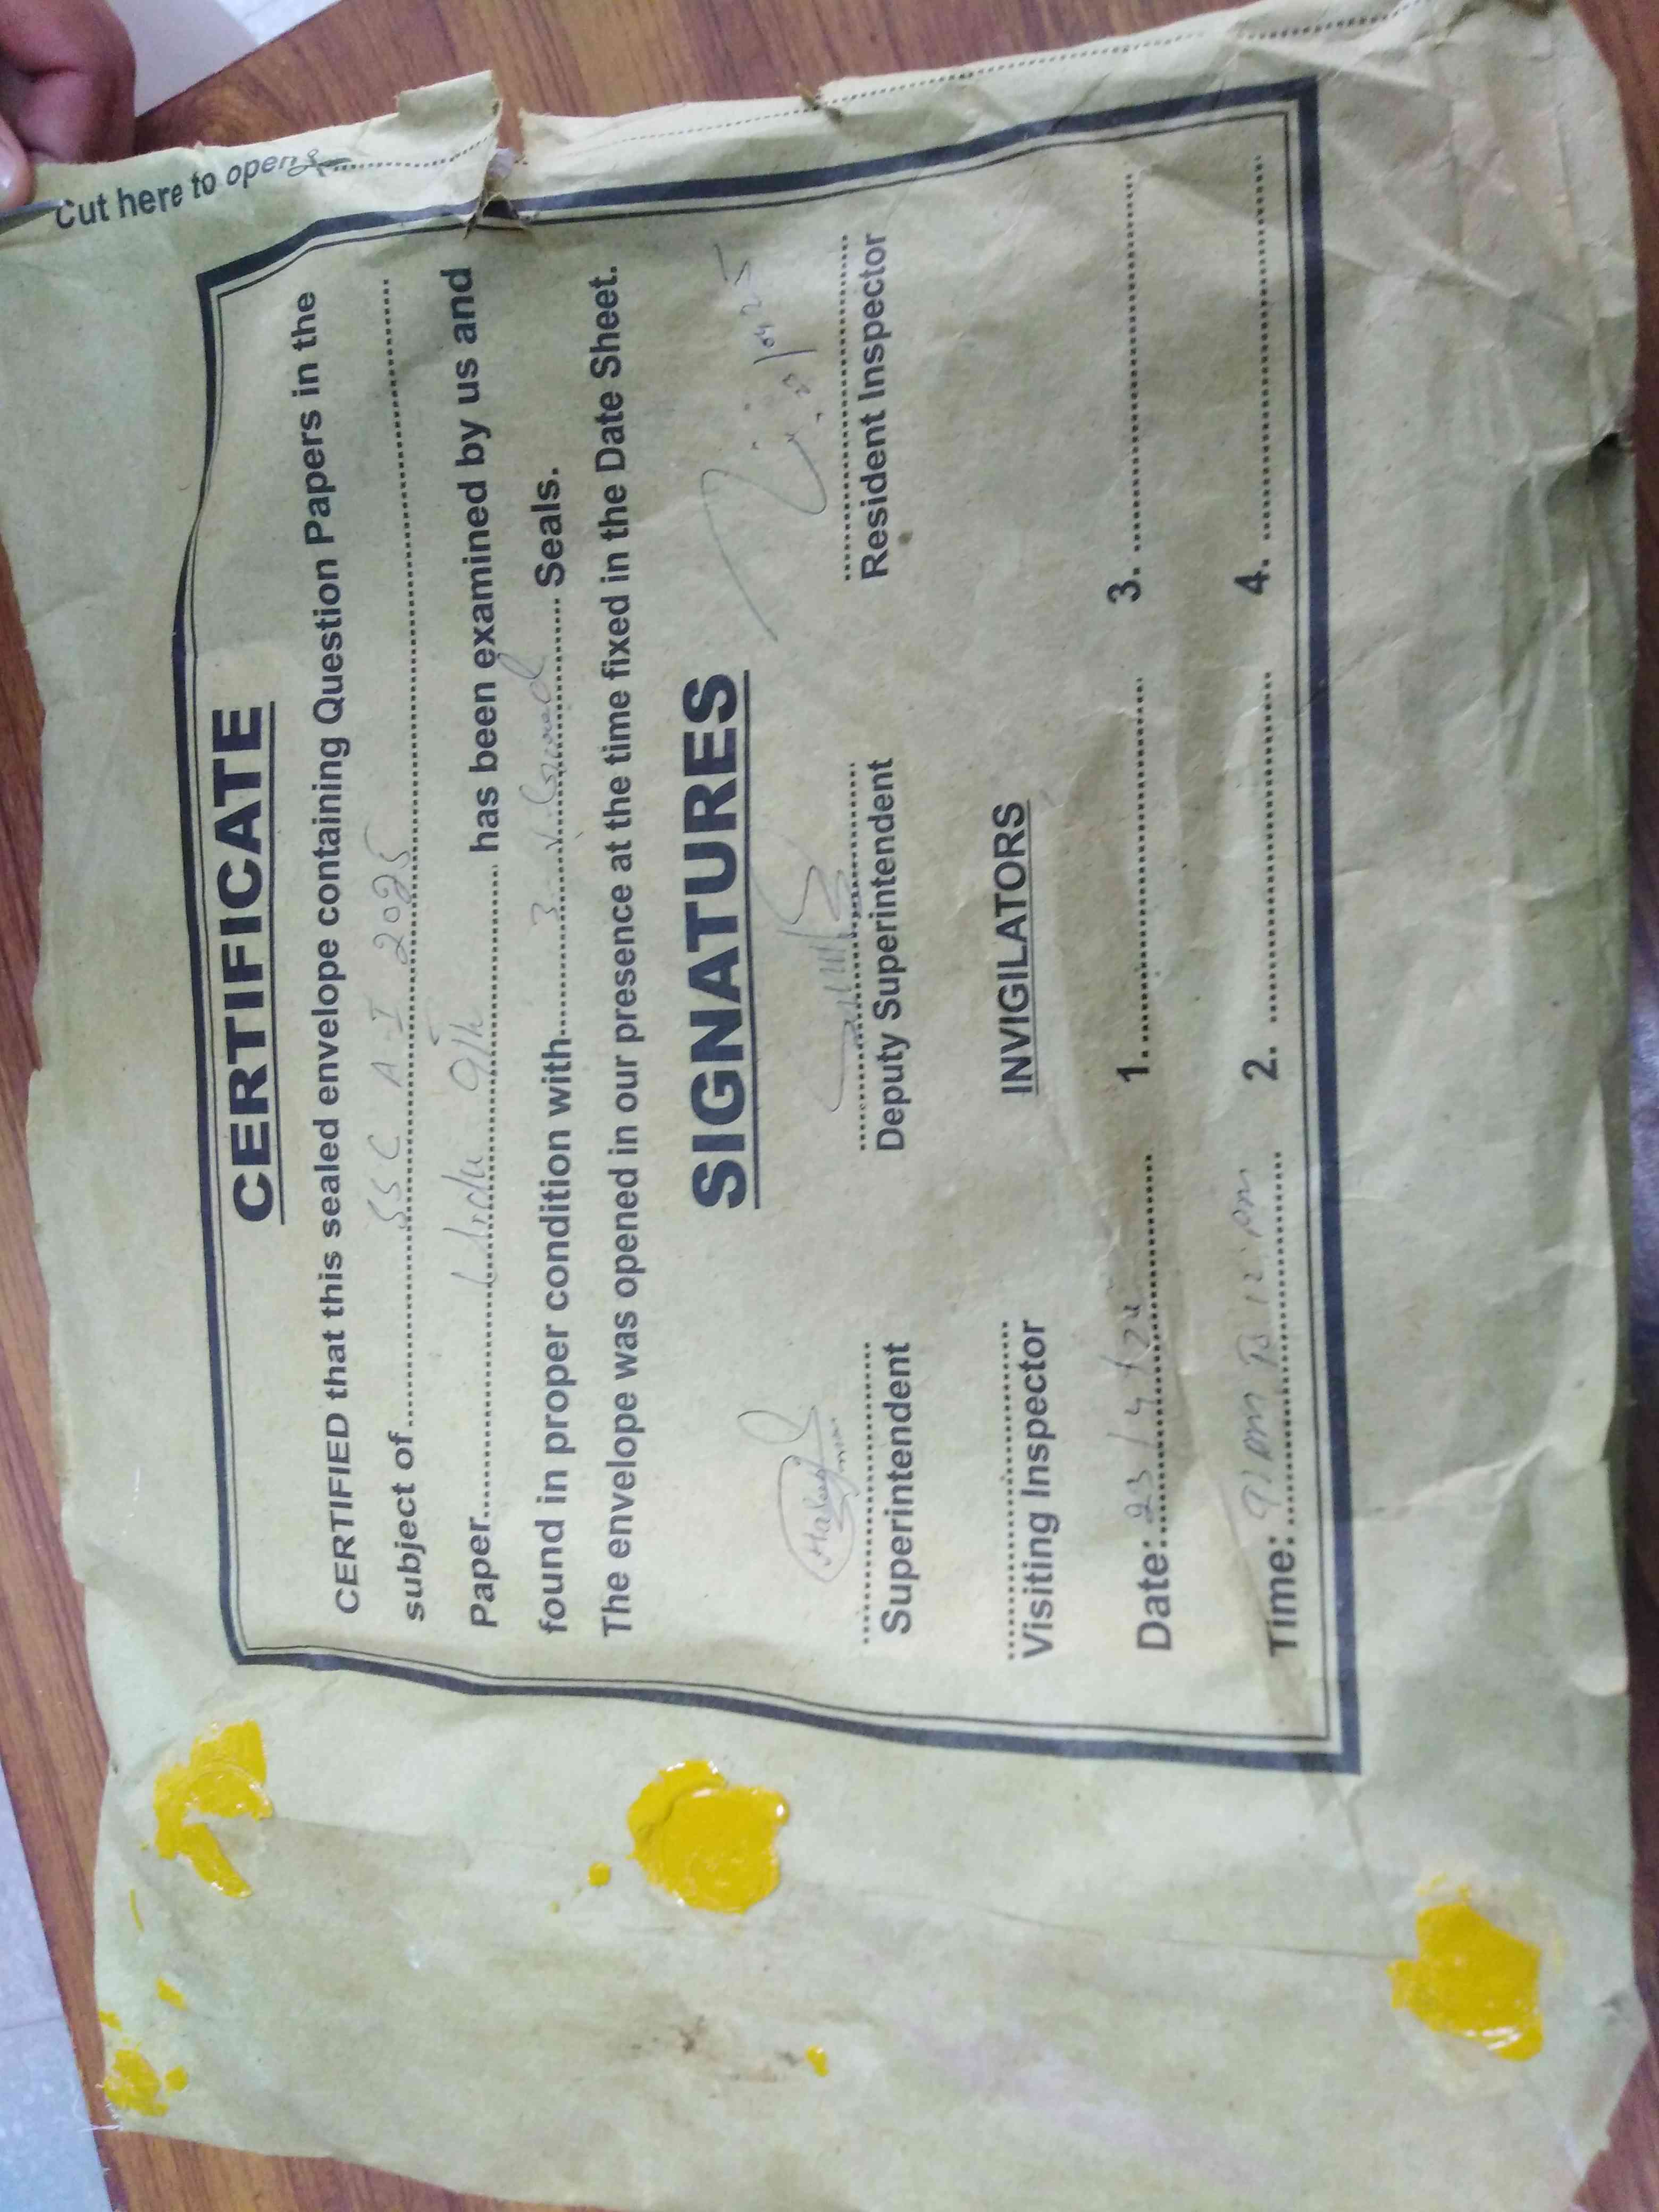 Cut here to open
CERTIFICATE
CERTIFIED that this sealed envelope containing Question Papers in the
subject of SSC A-I 2025
Paper Urdu 9th has been examined by us and
found in proper condition with 3 Seals.
The envelope was opened in our presence at the time fixed in the Date Sheet.
SIGNATURES
Superintendent Deputy Superintendent Resident Inspector
INVIGILATORS
Visiting Inspector
Date: 23/4/ 1. 3.
Time: 2. 4.